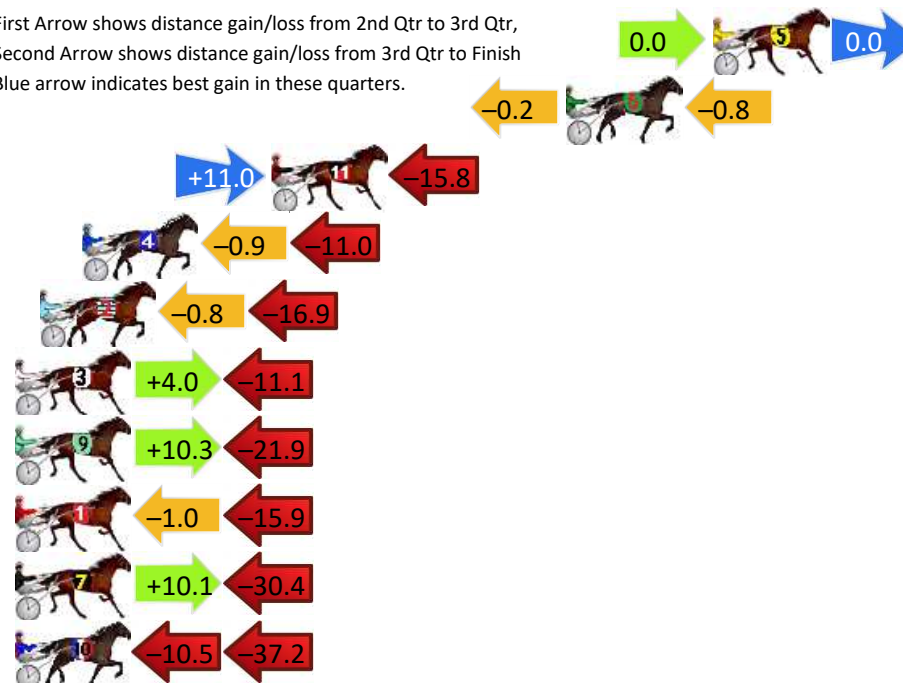 First Arrow shows distance gain/loss from 2nd Qtr to 3rd Qtr,
Second Arrow shows distance gain/loss from 3rd Qtr to Finish
Blue arrow indicates best gain in these quarters.
0.0 5 0.0
–0.2 6 –0.8
+11.0 11 –15.8
4 –0.9 –11.0
2 –0.8 –16.9
3 +4.0 –11.1
9 +10.3 –21.9
1 –1.0 –15.9
7 +10.1 –30.4
10 –10.5 –37.2